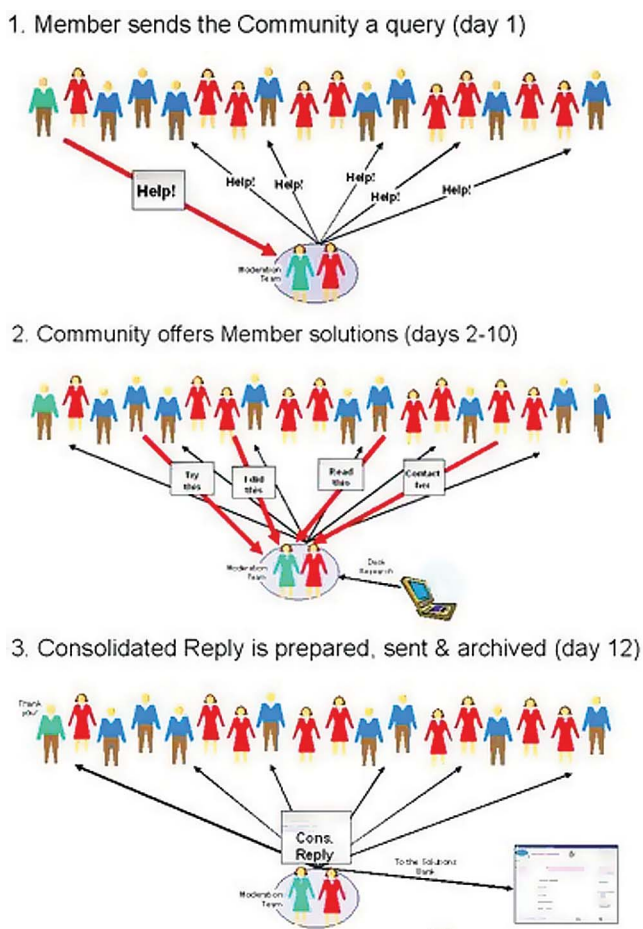 1. Member sends the Community a query (day 1)
Help!
Help!
Help!
Help!
Help!
Help!
Moderation
Team
2. Community offers Member solutions (days 2-10)
Try
this
I did
this
Read
this
Contact
her
Moderation
Team
Desk
Research
3. Consolidated Reply is prepared, sent & archived (day 12)
Thank
you!
Cons.
Reply
To the Solutions
Bank
Moderation
Team